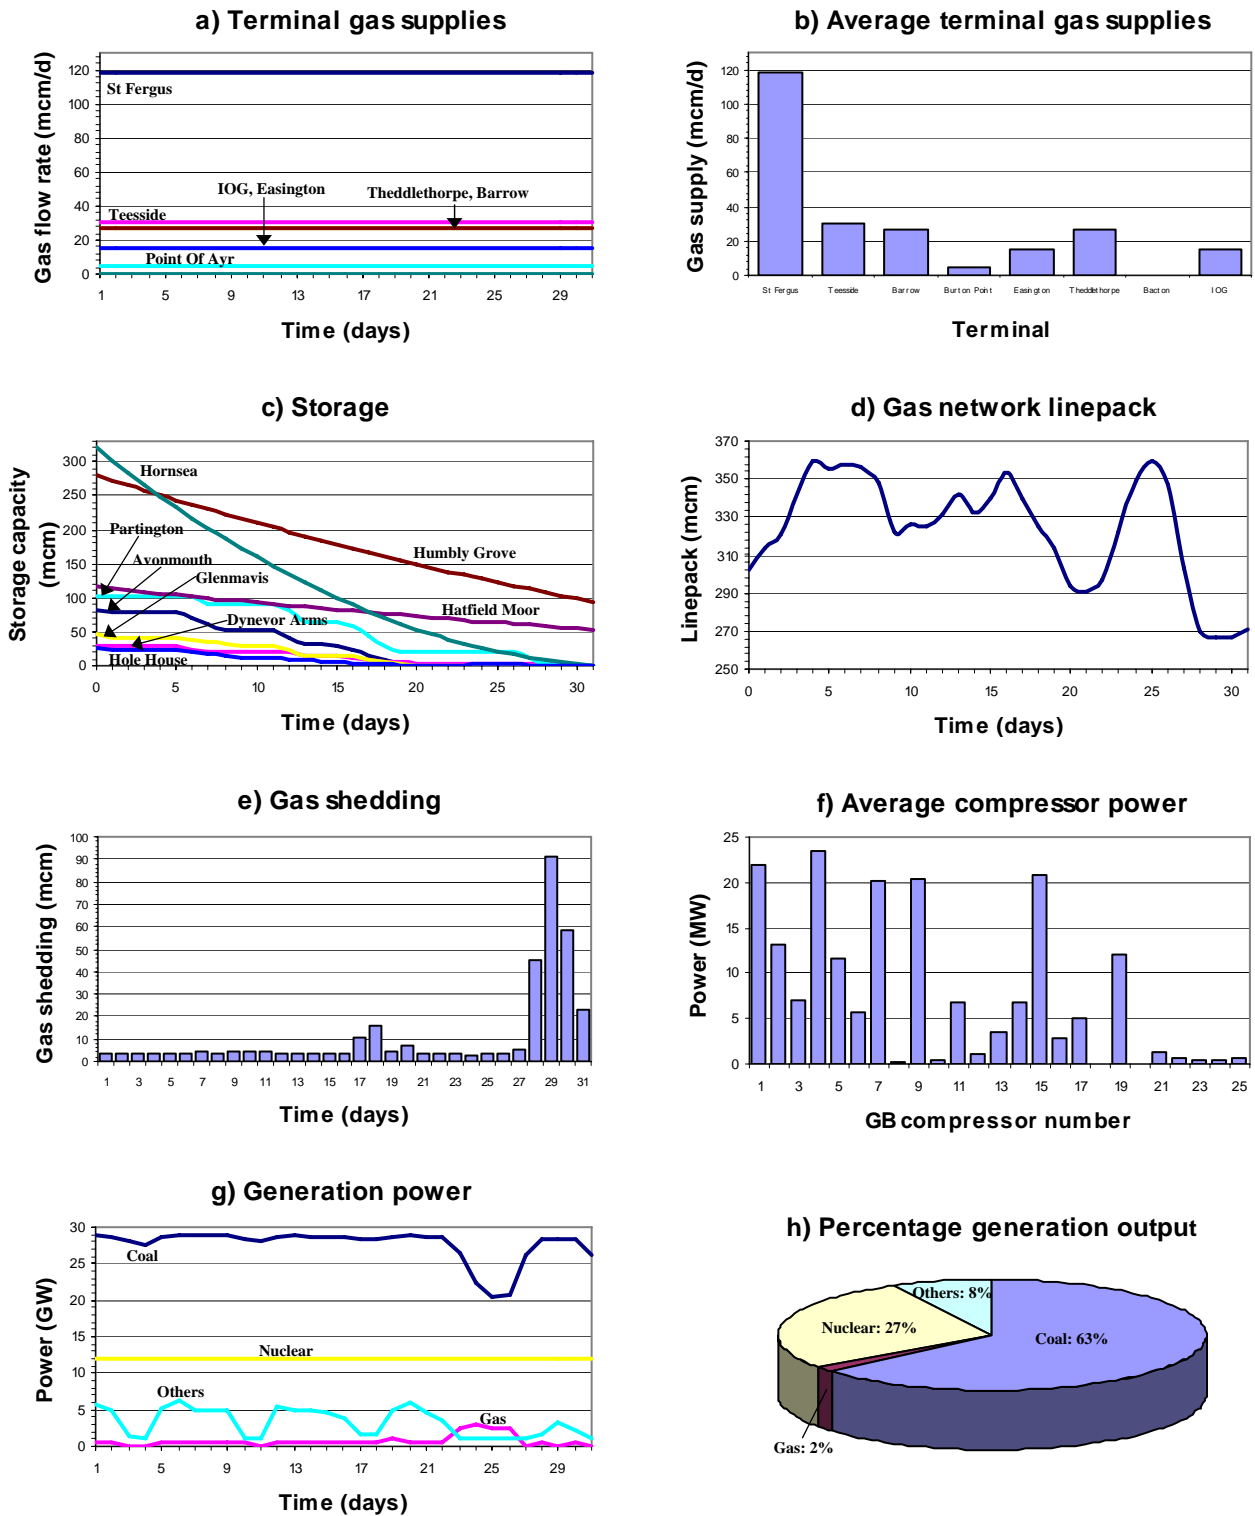 a) Terminal gas supplies
Gas flow rate (mcm/d)
120
100
80
60
40
20
0
St Fergus
IOG, Easington
Theddlethorpe, Barrow
Teesside
Point Of Ayr
1 5 9 13 17 21 25 29
Time (days)
b) Average terminal gas supplies
Gas supply (mcm/d)
120
100
80
60
40
20
0
St Fergus Teesside Barrow Burton Point Easington Theddlethorpe Bacton IOG
Terminal
c) Storage
Storage capacity
(mcm)
300
250
200
150
100
50
0
Hornsea
Partington
Avonmouth
Glenmavis
Humbly Grove
Hatfield Moor
Dynevor Arms
Hole House
0 5 10 15 20 25 30
Time (days)
d) Gas network linepack
Linepack (mcm)
370
350
330
310
290
270
250
0 5 10 15 20 25 30
Time (days)
e) Gas shedding
Gas shedding (mcm)
100
90
80
70
60
50
40
30
20
10
0
1 3 5 7 9 11 13 15 17 19 21 23 25 27 29 31
Time (days)
f) Average compressor power
Power (MW)
25
20
15
10
5
0
1 3 5 7 9 11 13 15 17 19 21 23 25
GB compressor number
g) Generation power
Power (GW)
30
25
20
15
10
5
0
Coal
Nuclear
Others
Gas
1 5 9 13 17 21 25 29
Time (days)
h) Percentage generation output
Others: 8%
Nuclear: 27%
Coal: 63%
Gas: 2%